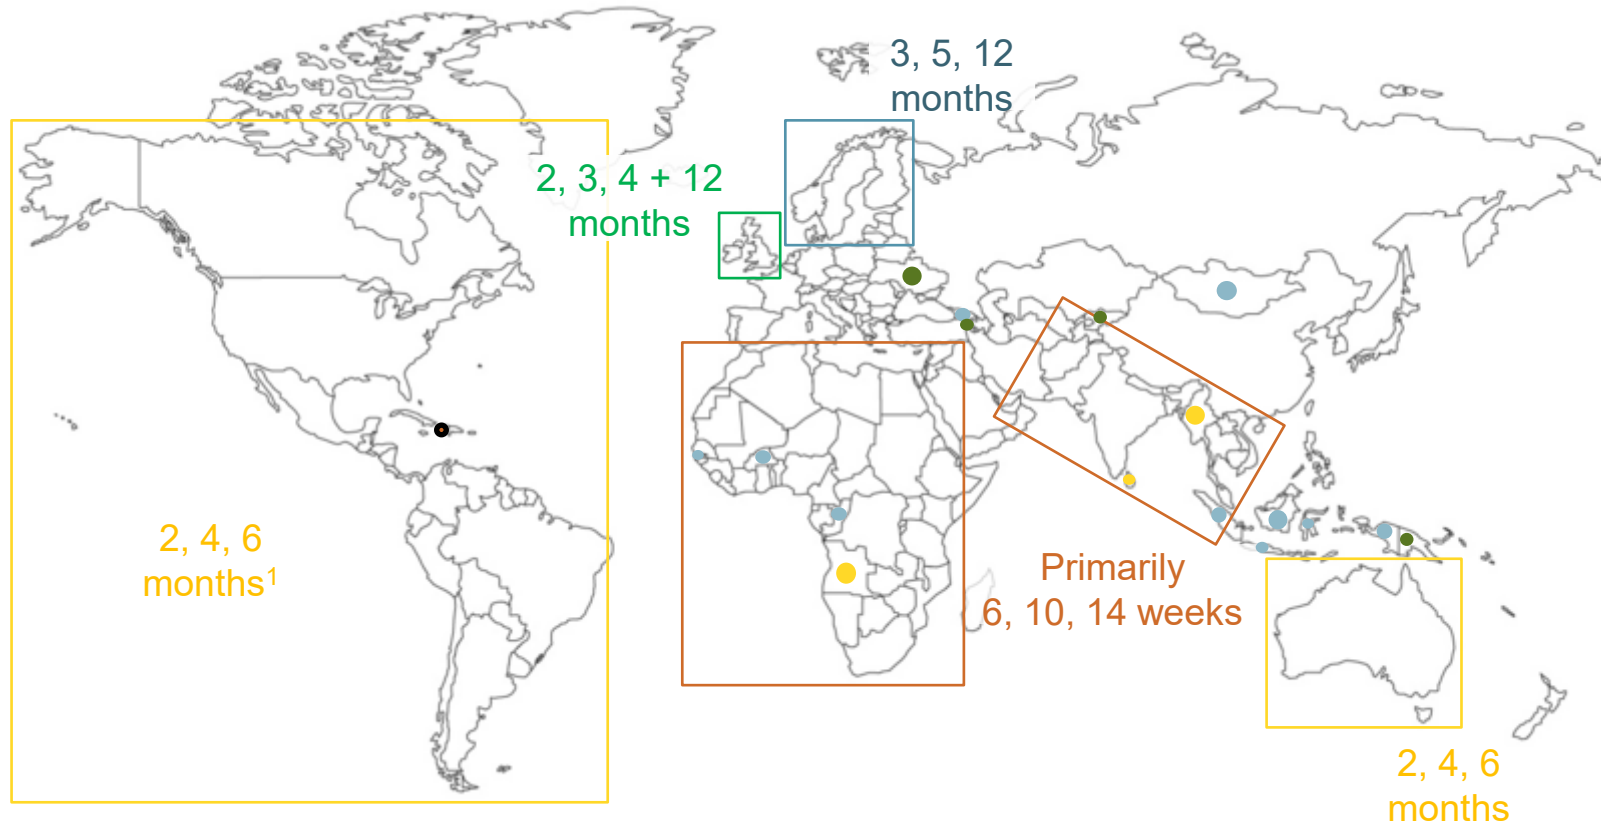 3, 5, 12
months
2, 3, 4 + 12
months
2, 4, 6
months¹
Primarily
6, 10, 14 weeks
2, 4, 6
months